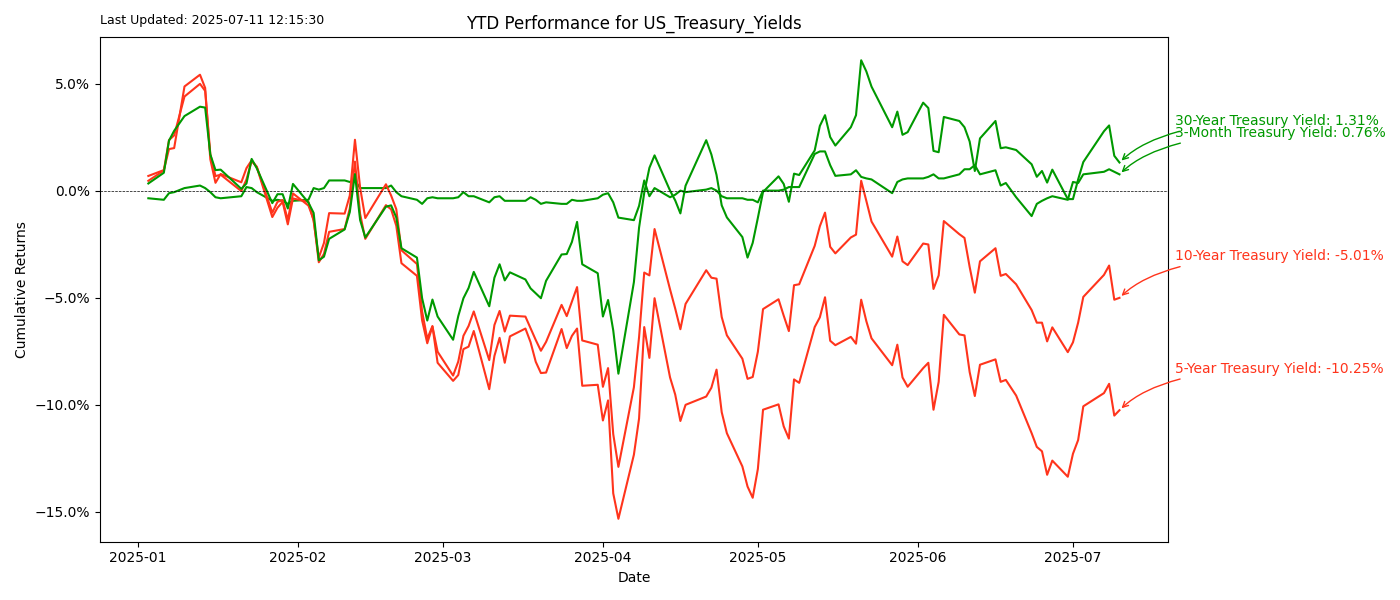 Last Updated: 2025-07-11 12:15:30
YTD Performance for US_Treasury_Yields
5.0%
0.0%
−5.0%
−10.0%
−15.0%
Cumulative Returns
30-Year Treasury Yield: 1.31%
3-Month Treasury Yield: 0.76%
10-Year Treasury Yield: -5.01%
5-Year Treasury Yield: -10.25%
2025-01
2025-02
2025-03
2025-04
2025-05
2025-06
2025-07
Date